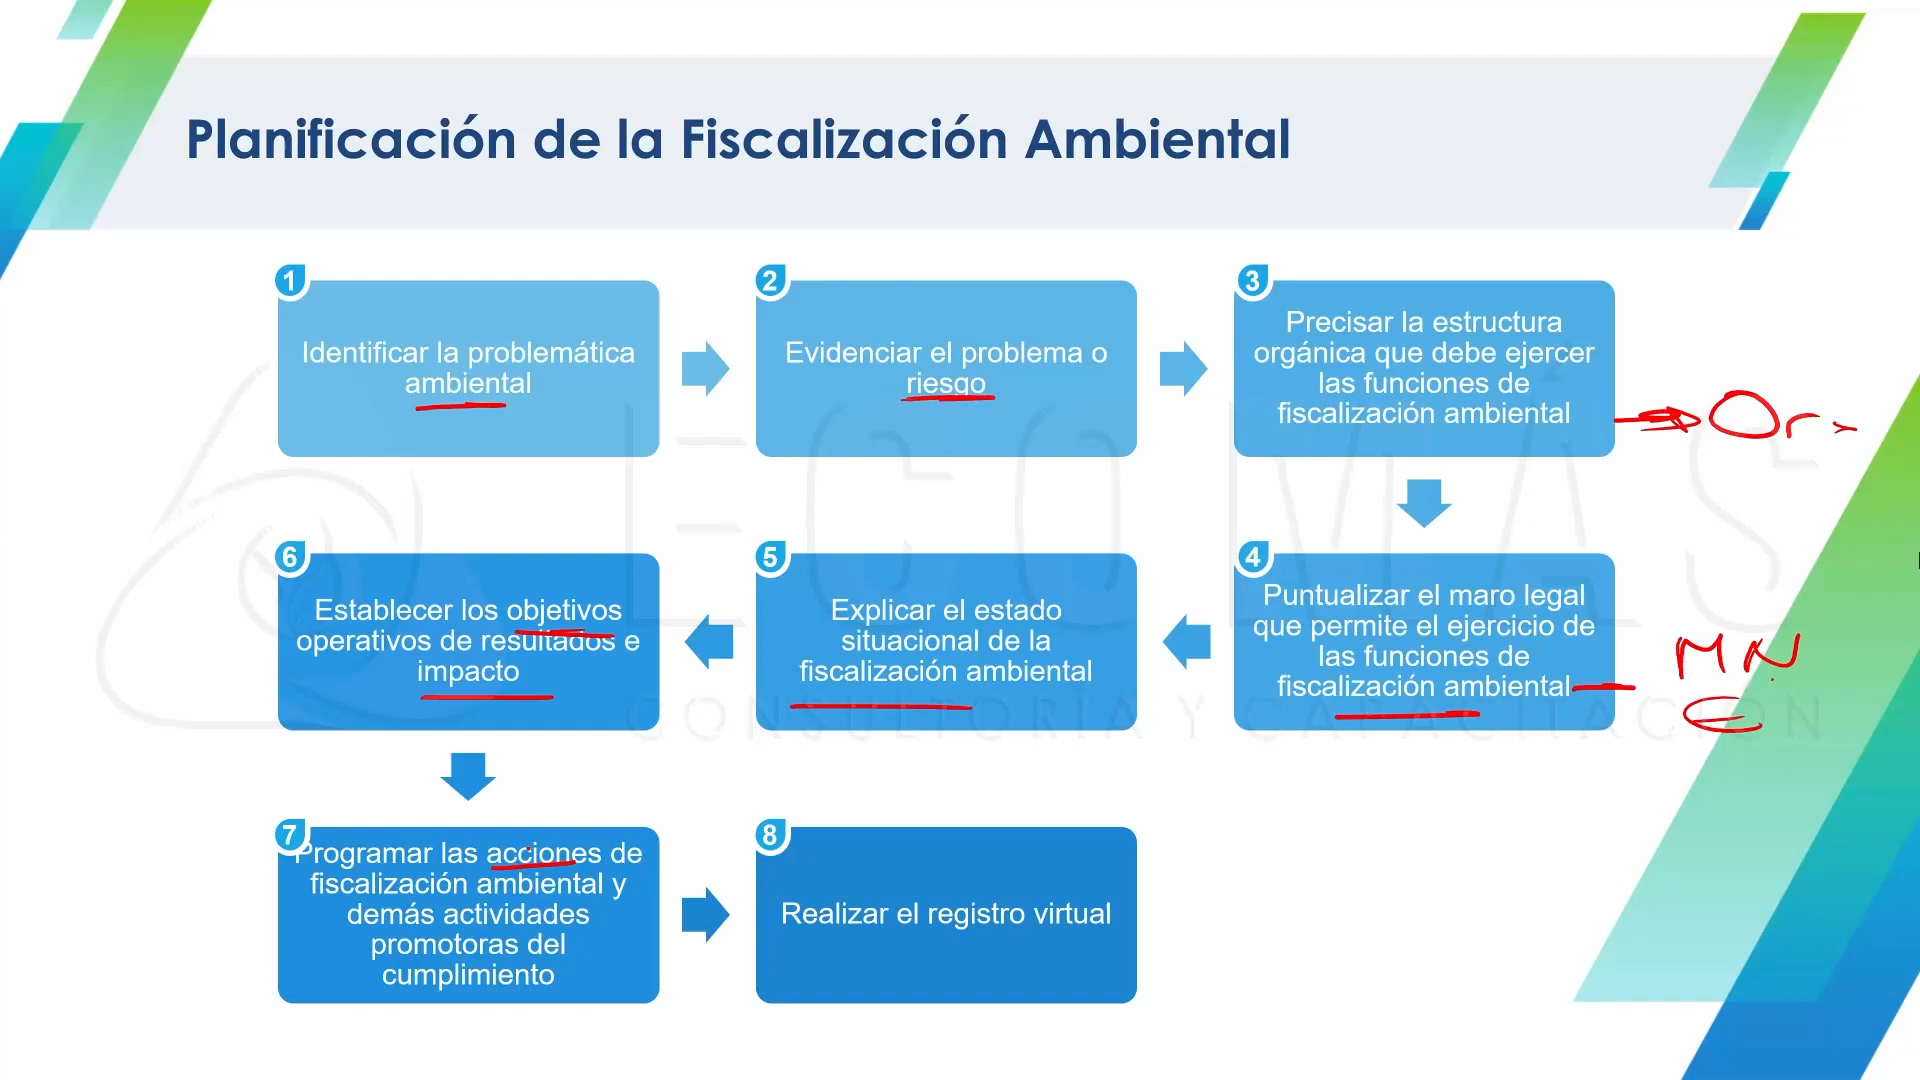 Planificación de la Fiscalización Ambiental
1
Identificar la problemática
ambiental
2
Evidenciar el problema o
riesgo
3
Precisar la estructura
orgánica que debe ejercer
las funciones de
fiscalización ambiental
Or
4
Puntualizar el maro legal
que permite el ejercicio de
las funciones de
fiscalización ambiental
MN
5
Explicar el estado
situacional de la
fiscalización ambiental
6
Establecer los objetivos
operativos de resultados e
impacto
7
Programar las acciones de
fiscalización ambiental y
demás actividades
promotoras del
cumplimiento
8
Realizar el registro virtual
ECOMÁS
CONSULTORIA Y CAPACITACION